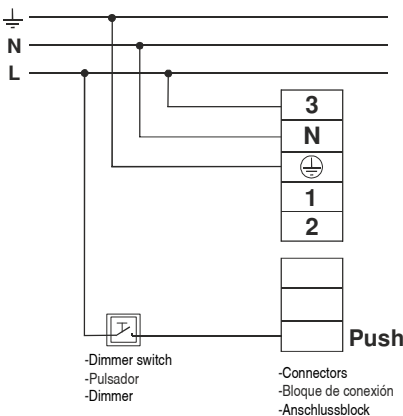 N
L
3
N
1
2
Push
-Dimmer switch
-Pulsador
-Dimmer
-Connectors
-Bloque de conexión
-Anschlussblock